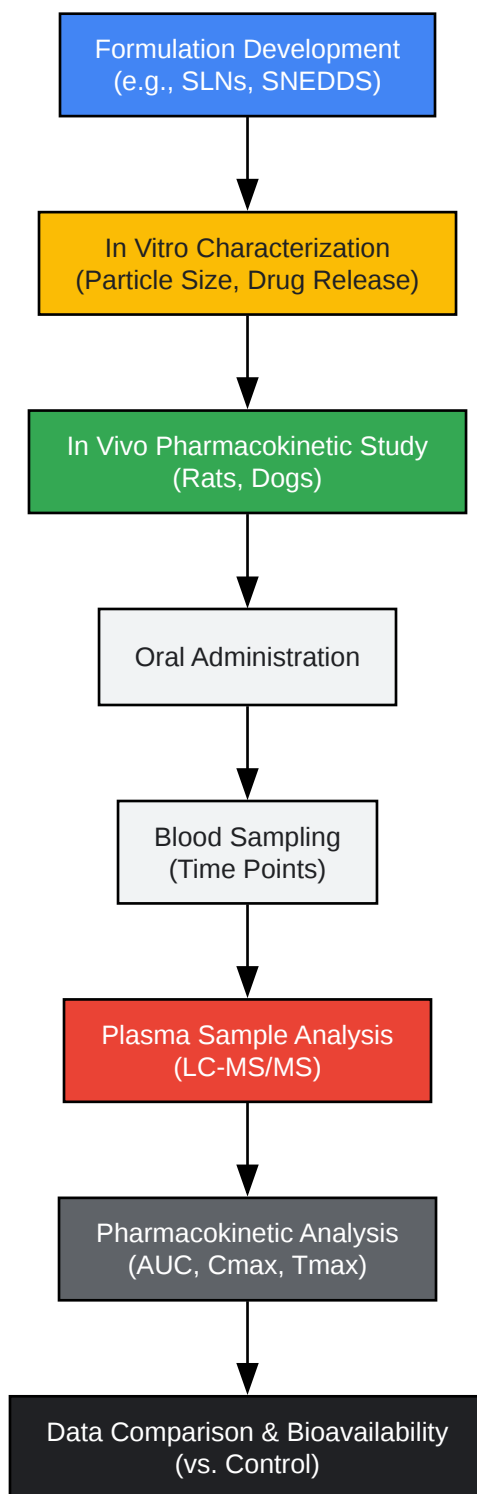 Formulation Development
(e.g., SLNs, SNEDDS)
In Vitro Characterization
(Particle Size, Drug Release)
In Vivo Pharmacokinetic Study
(Rats, Dogs)
Oral Administration
Blood Sampling
(Time Points)
Plasma Sample Analysis
(LC-MS/MS)
Pharmacokinetic Analysis
(AUC, Cmax, Tmax)
Data Comparison & Bioavailability
(vs. Control)